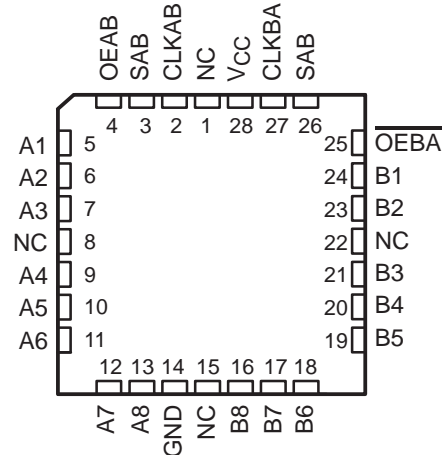 OEAB SAB CLKAB NC VCC CLKBA SAB
4 3 2 1 28 27 26
A1 5 25 OEBA
A2 6 24 B1
A3 7 23 B2
NC 8 22 NC
A4 9 21 B3
A5 10 20 B4
A6 11 19 B5
12 13 14 15 16 17 18
A7 A8 GND NC B8 B7 B6